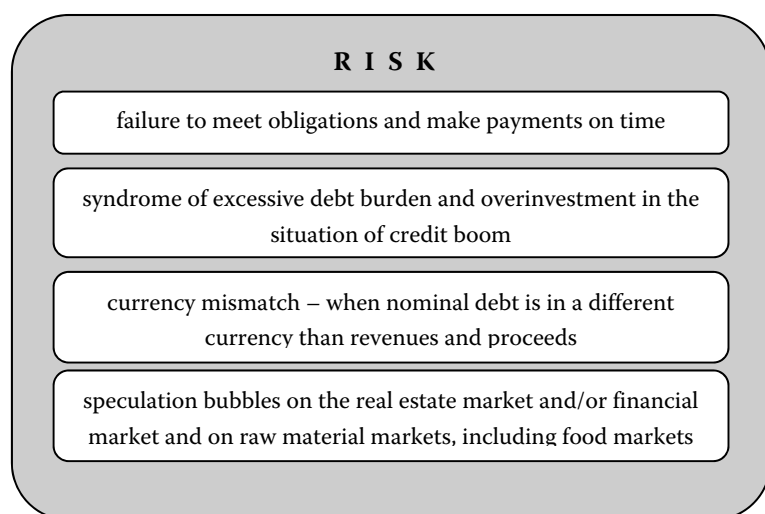 R I S K
failure to meet obligations and make payments on time
syndrome of excessive debt burden and overinvestment in the
situation of credit boom
currency mismatch – when nominal debt is in a different
currency than revenues and proceeds
speculation bubbles on the real estate market and/or financial
market and on raw material markets, including food markets